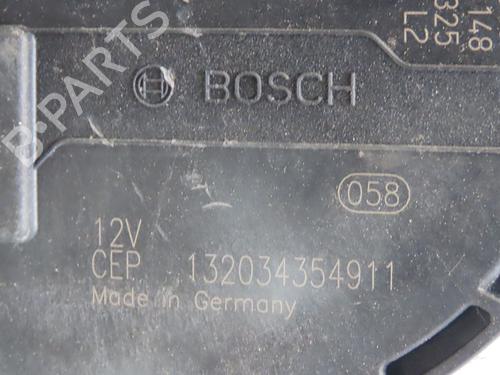 148
325
L2
BOSCH
058
12V
CEP 132034354911
Made in Germany
B-PARTS